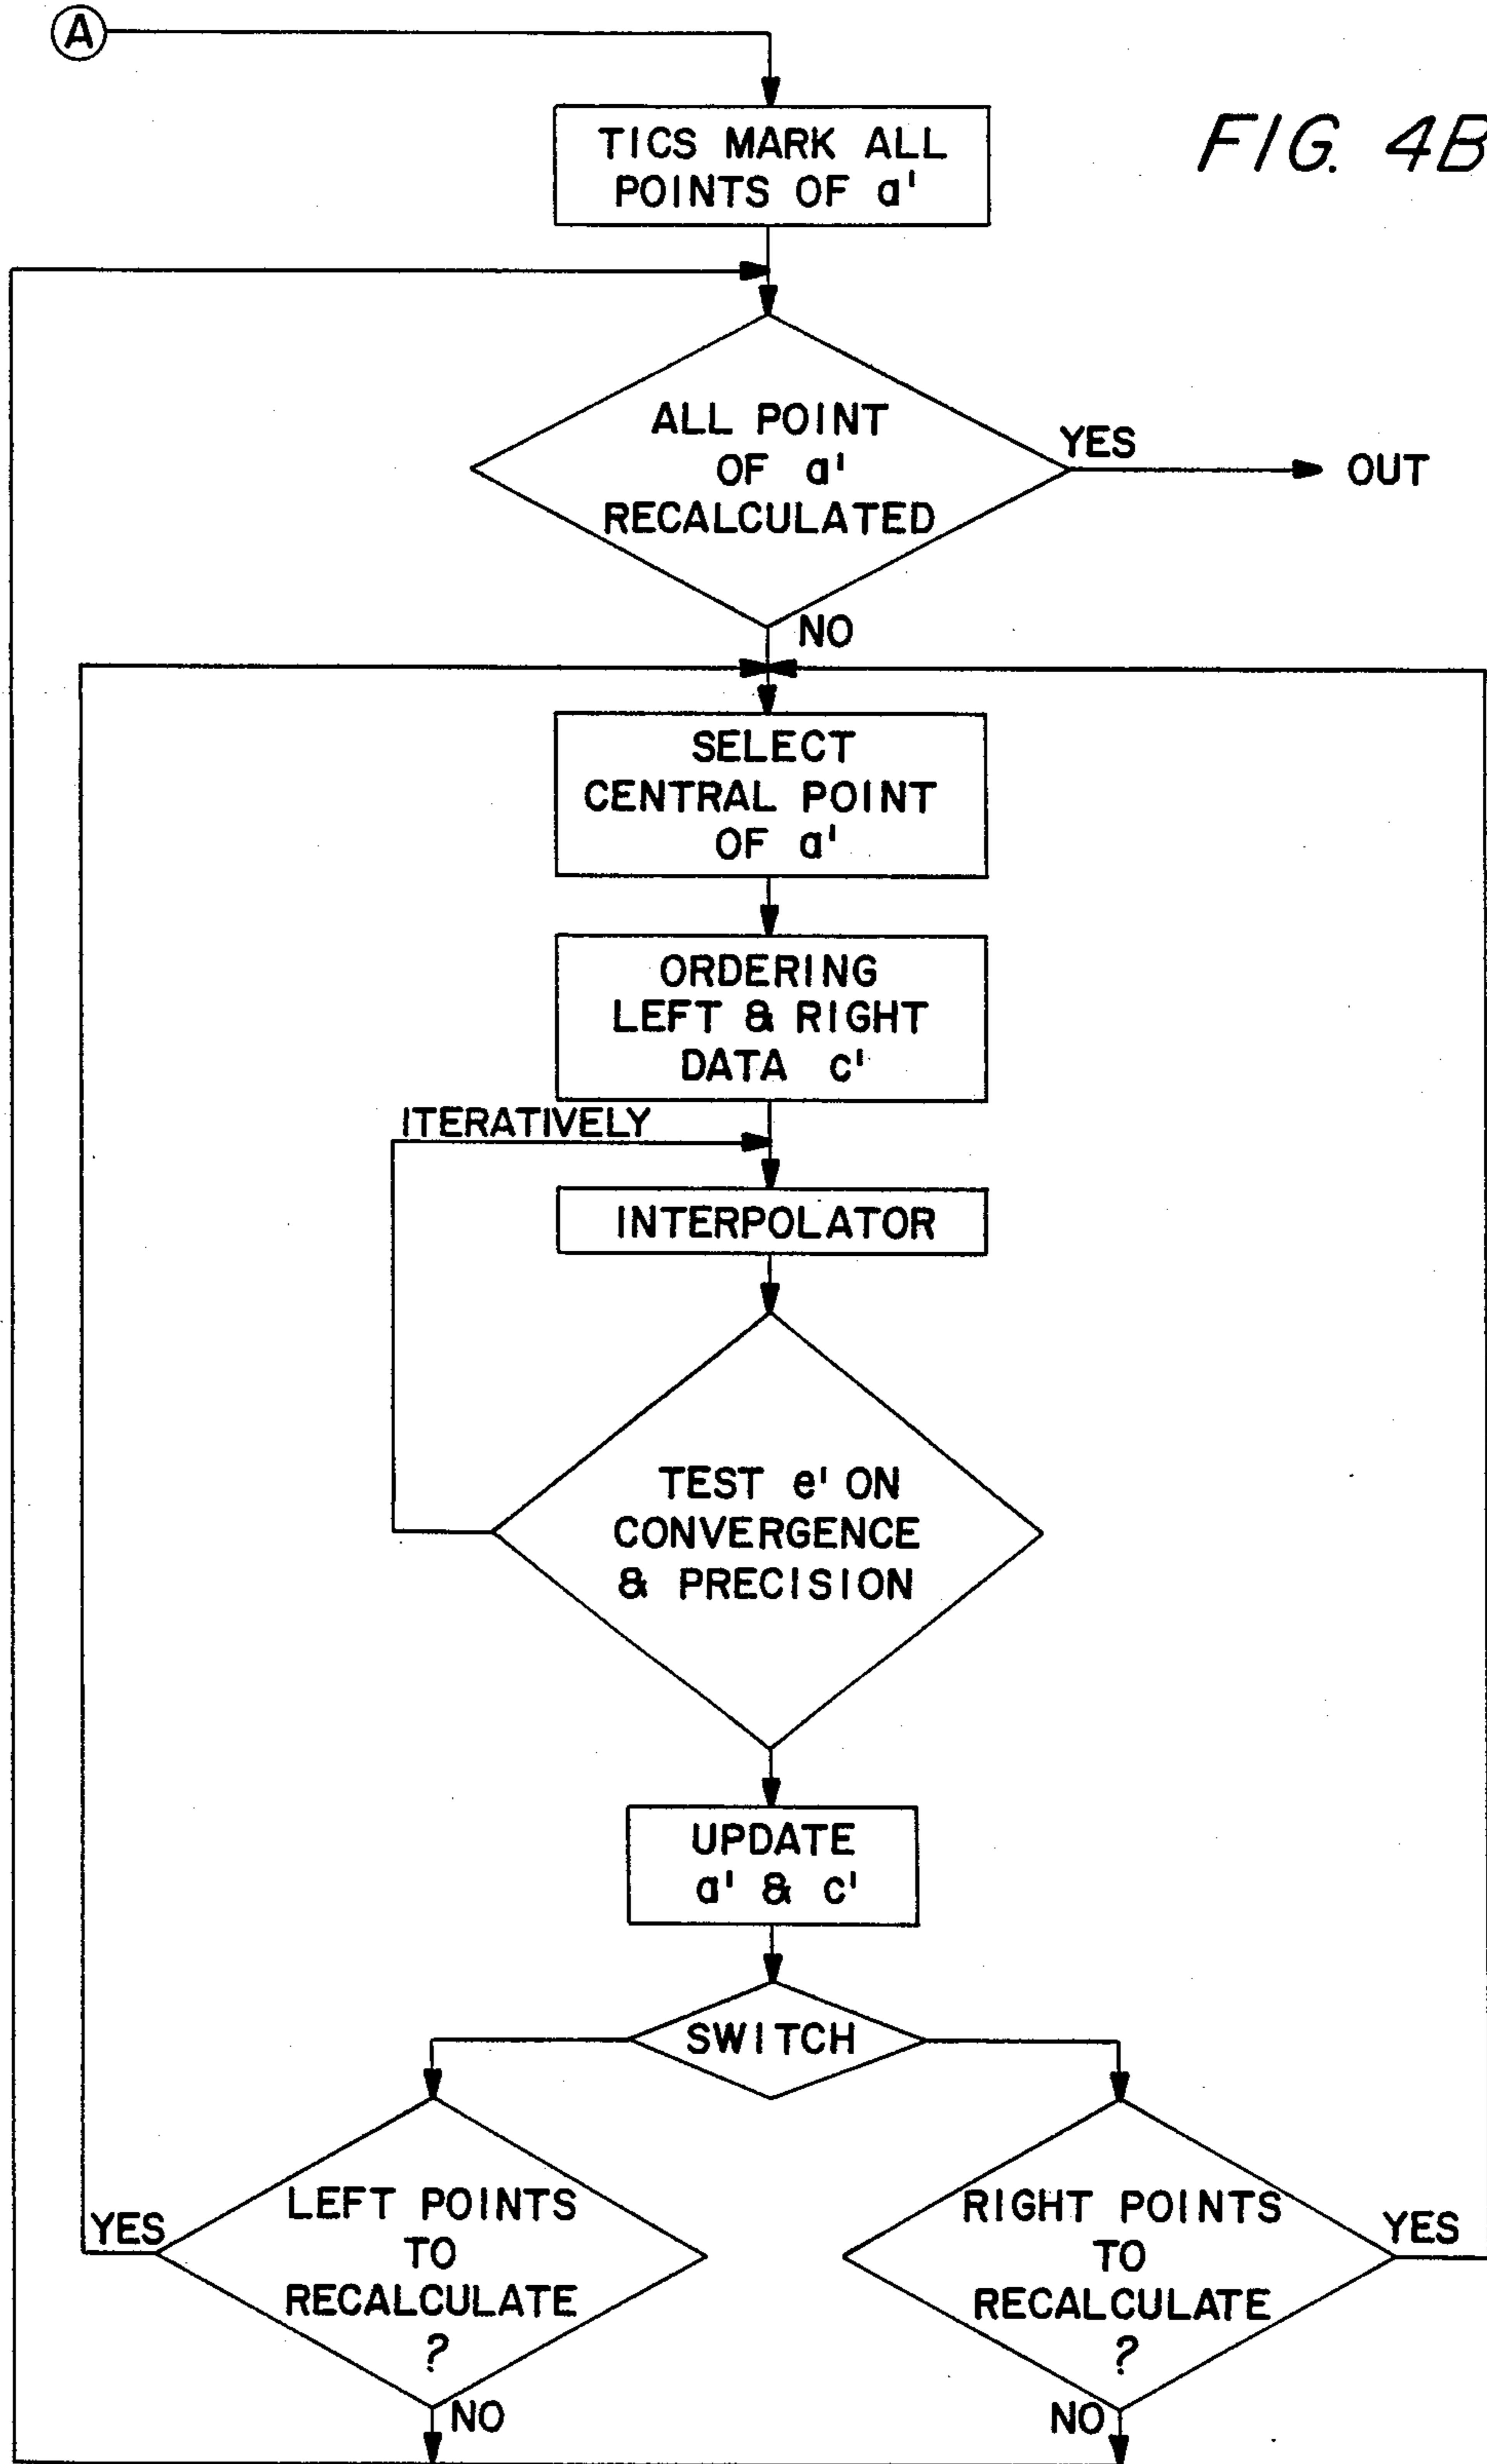 A
FIG. 4B
TICS MARK ALL
POINTS OF a'
ALL POINT
OF a'
RECALCULATED
YES
OUT
NO
SELECT
CENTRAL POINT
OF a'
ORDERING
LEFT & RIGHT
DATA c'
ITERATIVELY
INTERPOLATOR
TEST e' ON
CONVERGENCE
& PRECISION
UPDATE
a' & c'
SWITCH
LEFT POINTS
TO
RECALCULATE
?
YES
NO
RIGHT POINTS
TO
RECALCULATE
?
YES
NO